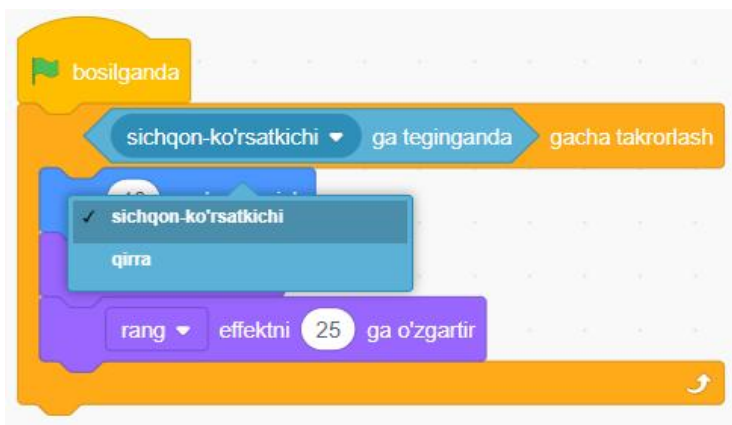 bosilganda
sichqon-ko'rsatkichi ga teginganda gacha takrorlash
sichqon-ko'rsatkichi
qirra
rang effektni 25 ga o'zgartir